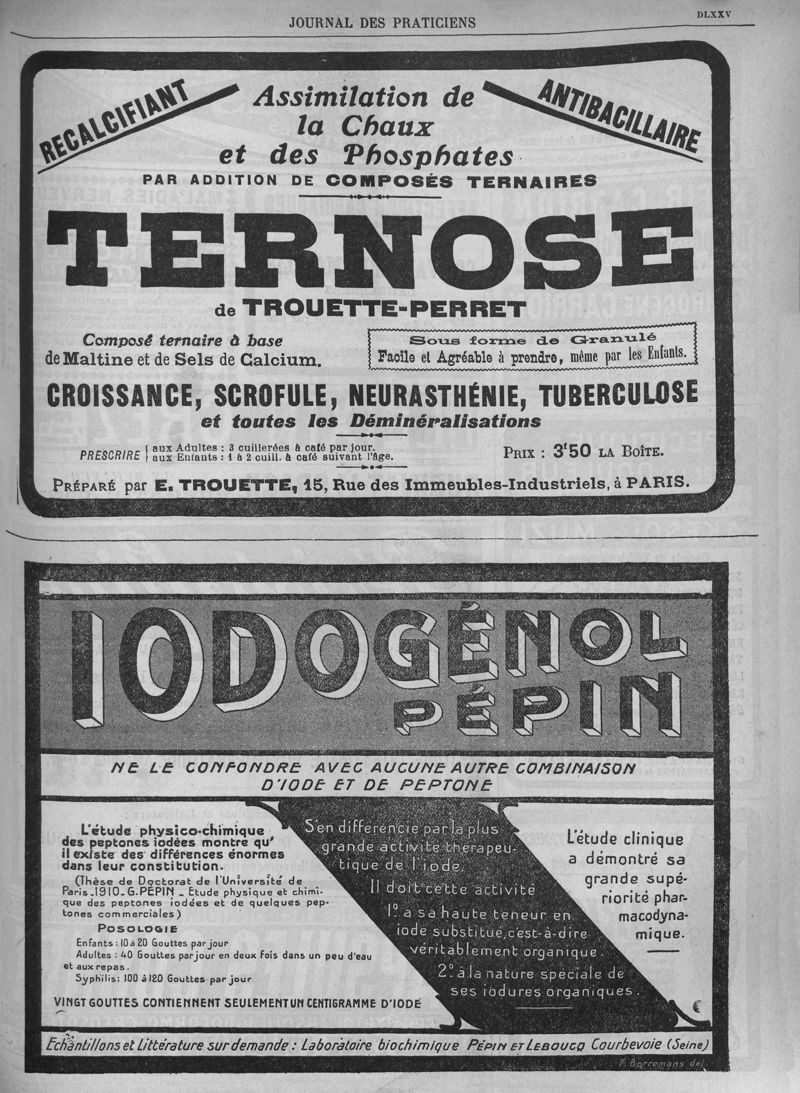 JOURNAL DES PRATICIENS
DLXXV
RECALCIFIANT
Assimilation de
la Chaux
et des Phosphates
ANTIBACILLAIRE
PAR ADDITION DE COMPOSÉS TERNAIRES
TERNOSE
de TROUETTE-PERRET
Composé ternaire à base
de Maltine et de Sels de Calcium.
Sous forme de Granulé
Facile et Agréable à prendre, même par les Enfants.
CROISSANCE, SCROFULE, NEURASTHÉNIE, TUBERCULOSE
et toutes les Déminéralisations
PRESCRIRE
aux Adultes : 3 cuillerées à café par jour.
aux Enfants : 1 à 2 cuill. à café suivant l'âge.
PRIX : 3f50 LA BOÎTE.
PRÉPARÉ par E. TROUETTE, 15, Rue des Immeubles-Industriels, à PARIS.
IODOGÉNOL
PÉPIN
NE LE CONFONDRE AVEC AUCUNE AUTRE COMBINAISON
D'IODE ET DE PEPTONE
L'étude physico-chimique
des peptones iodées montre qu'
il existe des différences énormes
dans leur constitution.
(Thèse de Doctorat de l'Université de
Paris_1910_G.PÉPIN_ Etude physique et chimi-
que des peptones iodées et de quelques pep-
tones commerciales)
POSOLOGIE
Enfants: 10 à 20 Gouttes par jour
Adultes : 40 Gouttes par jour en deux fois dans un peu d'eau
et aux repas.
Syphilis: 100 à 120 Gouttes par jour
VINGT GOUTTES CONTIENNENT SEULEMENT UN CENTIGRAMME D'IODE
S'en différencie par la plus
grande activité thérapeu-
tique de l'iode.
Il doit cette activité
1º à sa haute teneur en
iode substitué, c'est-à-dire
véritablement organique.
2º à la nature spéciale de
ses iodures organiques.
L'étude clinique
a démontré sa
grande supé-
riorité phar-
macodyna-
mique.
Echantillons et Littérature sur demande : Laboratoire biochimique PÉPIN ET LEBOUCQ Courbevoie (Seine)
F. Borremans del.